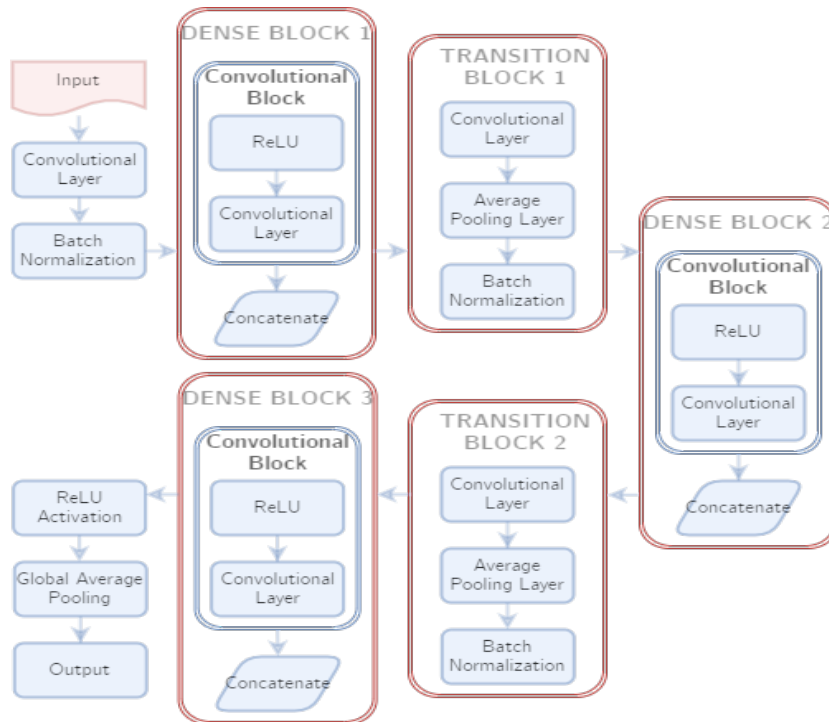 Input
Convolutional
Layer
Batch
Normalization
DENSE BLOCK 1
Convolutional
Block
ReLU
Convolutional
Layer
Concatenate
TRANSITION
BLOCK 1
Convolutional
Layer
Average
Pooling Layer
Batch
Normalization
DENSE BLOCK 2
Convolutional
Block
ReLU
Convolutional
Layer
Concatenate
TRANSITION
BLOCK 2
Convolutional
Layer
Average
Pooling Layer
Batch
Normalization
DENSE BLOCK 3
Convolutional
Block
ReLU
Convolutional
Layer
Concatenate
ReLU
Activation
Global Average
Pooling
Output